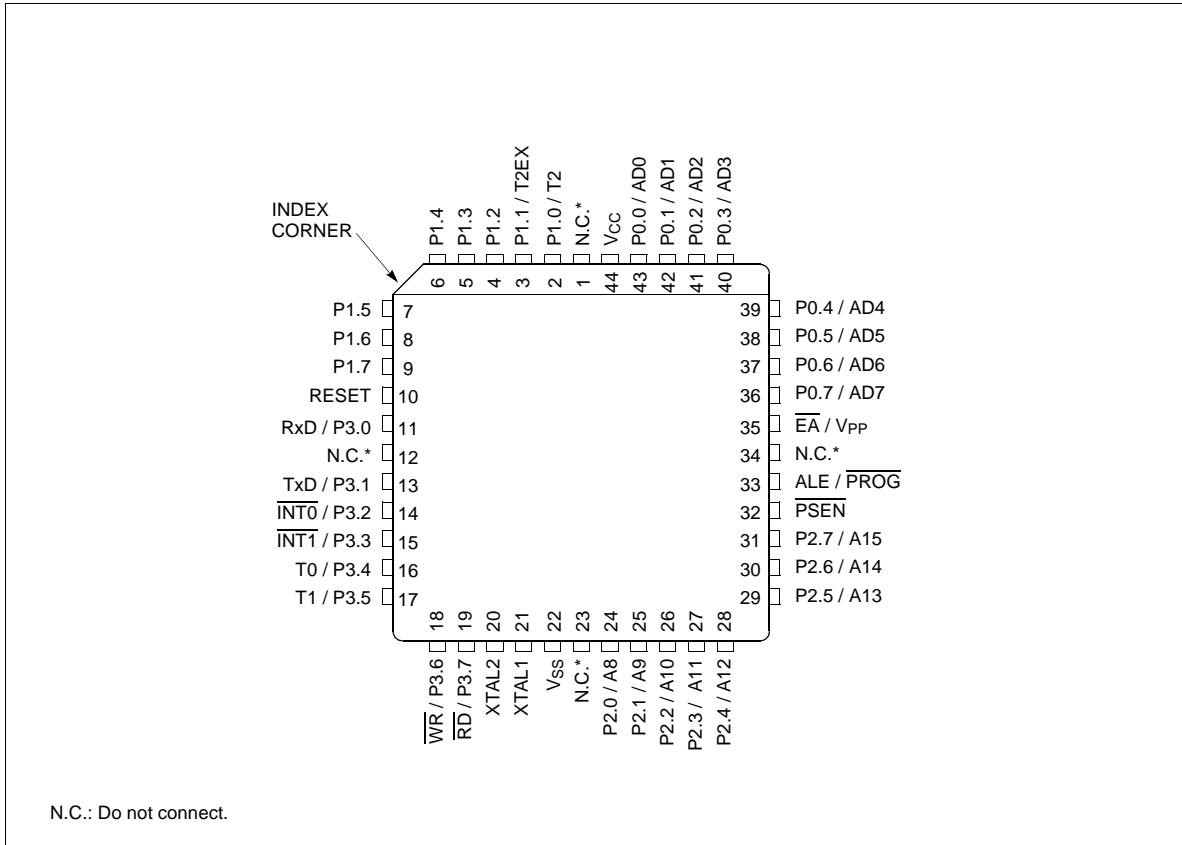 INDEX
CORNER
P1.4
P1.3
P1.2
P1.1 / T2EX
P1.0 / T2
N.C.*
VCC
P0.0 / AD0
P0.1 / AD1
P0.2 / AD2
P0.3 / AD3
6
5
4
3
2
1
44
43
42
41
40
P1.5 7
P1.6 8
P1.7 9
RESET 10
RxD / P3.0 11
N.C.* 12
TxD / P3.1 13
I̅N̅T̅0̅ / P3.2 14
I̅N̅T̅1̅ / P3.3 15
T0 / P3.4 16
T1 / P3.5 17
39 P0.4 / AD4
38 P0.5 / AD5
37 P0.6 / AD6
36 P0.7 / AD7
35 E̅A̅ / VPP
34 N.C.*
33 ALE / P̅R̅O̅G̅
32 P̅S̅E̅N̅
31 P2.7 / A15
30 P2.6 / A14
29 P2.5 / A13
18
19
20
21
22
23
24
25
26
27
28
W̅R̅ / P3.6
R̅D̅ / P3.7
XTAL2
XTAL1
VSS
N.C.*
P2.0 / A8
P2.1 / A9
P2.2 / A10
P2.3 / A11
P2.4 / A12
N.C.: Do not connect.